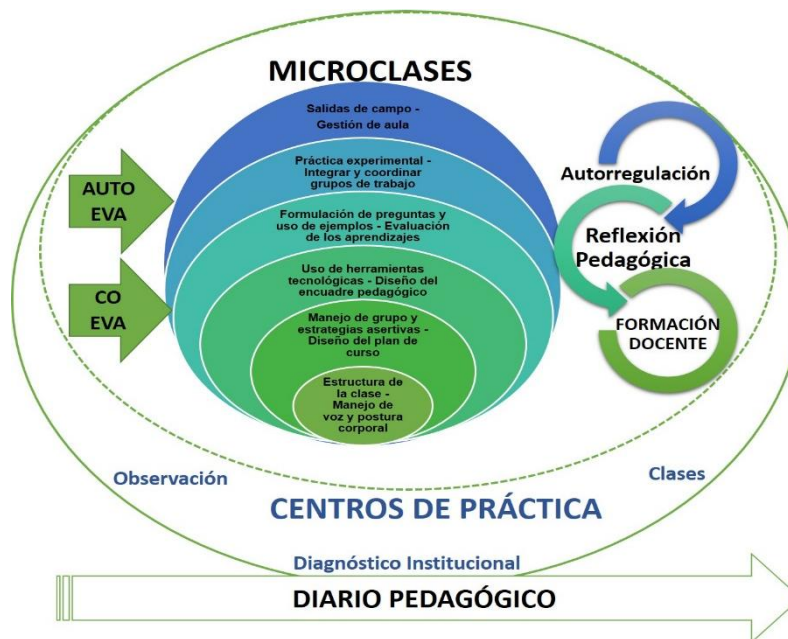 MICROCLASES
Salidas de campo -
Gestión de aula
Práctica experimental -
Integrar y coordinar
grupos de trabajo
Formulación de preguntas y
uso de ejemplos - Evaluación
de los aprendizajes
Uso de herramientas
tecnológicas - Diseño del
encuadre pedagógico
Manejo de grupo y
estrategias asertivas -
Diseño del plan de
curso
Estructura de
la clase -
Manejo de
voz y postura
corporal
AUTO
EVA
CO
EVA
Autorregulación
Reflexión
Pedagógica
FORMACIÓN
DOCENTE
Observación
Clases
CENTROS DE PRÁCTICA
Diagnóstico Institucional
DIARIO PEDAGÓGICO